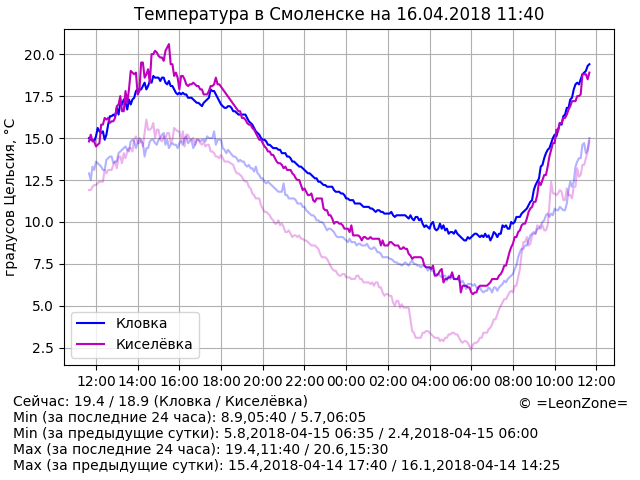 Температура в Смоленске на 16.04.2018 11:40
градусов Цельсия, °C
20.0
17.5
15.0
12.5
10.0
7.5
5.0
2.5
Кловка
Киселёвка
12:00 14:00 16:00 18:00 20:00 22:00 00:00 02:00 04:00 06:00 08:00 10:00 12:00
Сейчас: 19.4 / 18.9 (Кловка / Киселёвка)
© =LeonZone=
Min (за последние 24 часа): 8.9,05:40 / 5.7,06:05
Min (за предыдущие сутки): 5.8,2018-04-15 06:35 / 2.4,2018-04-15 06:00
Max (за последние 24 часа): 19.4,11:40 / 20.6,15:30
Max (за предыдущие сутки): 15.4,2018-04-14 17:40 / 16.1,2018-04-14 14:25